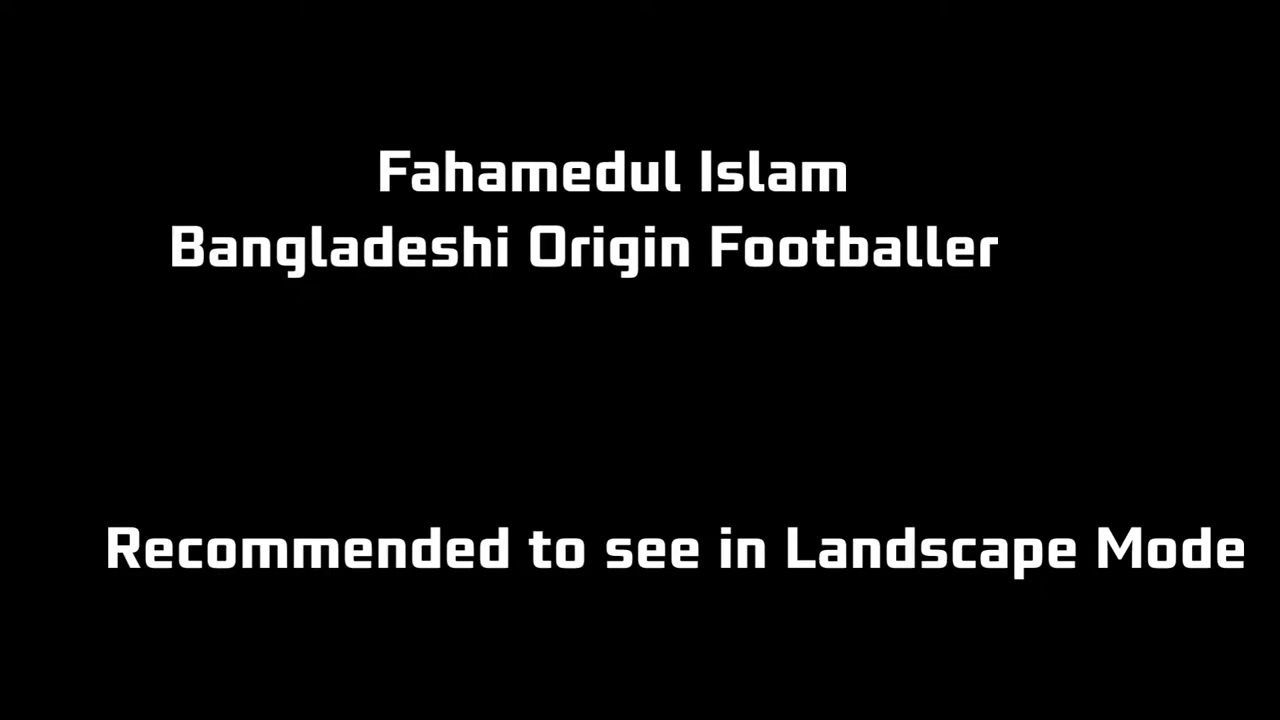 Fahamedul Islam
Bangladeshi Origin Footballer
Recommended to see in Landscape Mode